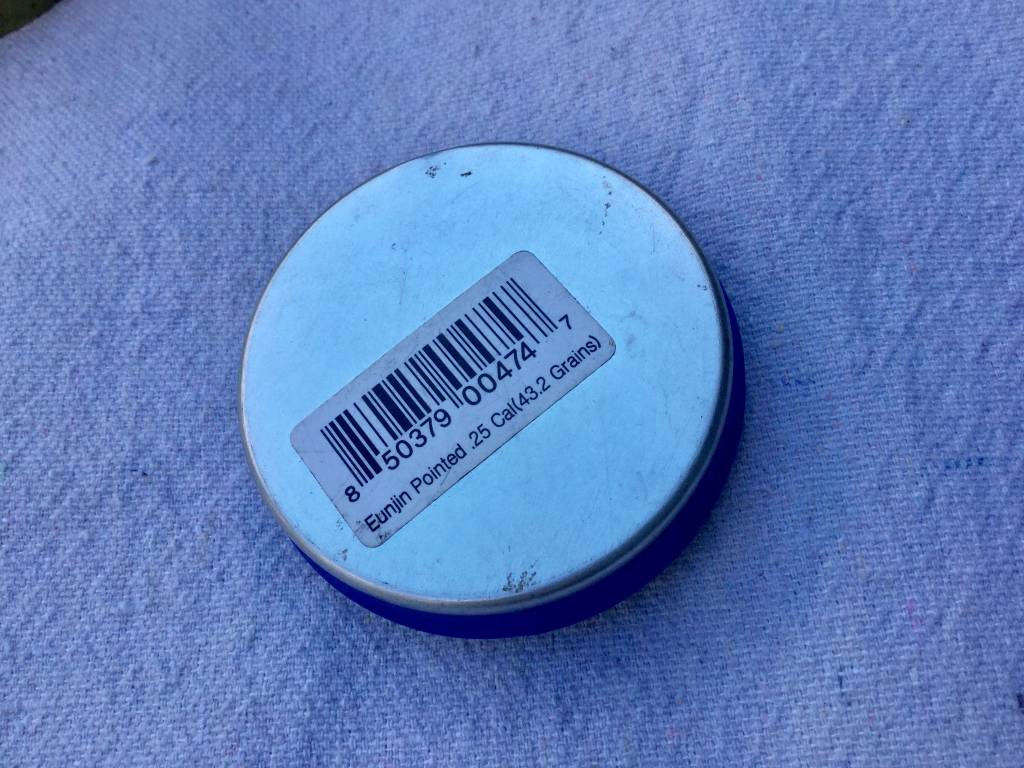 8 50379 00474 7
Eunjin Pointed .25 Cal(43.2 Grains)